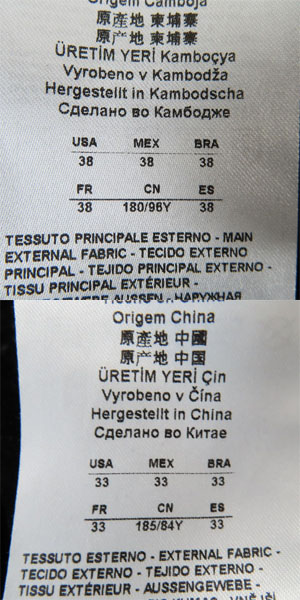 Origem Camboja
原產地 柬埔寨
原产地 柬埔寨
ÜRETİM YERİ Kamboçya
Vyrobeno v Kambodža
Hergestellt in Kambodscha
Сделано во Камбодже
USA MEX BRA
38 38 38
FR CN ES
38 180/96Y 38
TESSUTO PRINCIPALE ESTERNO - MAIN
EXTERNAL FABRIC - TECIDO EXTERNO
PRINCIPAL - TEJIDO PRINCIPAL EXTERNO -
TISSU PRINCIPAL EXTÉRIEUR -
AUSSEN - НАРУЖНАЯ
Origem China
原產地 中國
原产地 中国
ÜRETİM YERİ Çin
Vyrobeno v Čína
Hergestellt in China
Сделано во Китае
USA MEX BRA
33 33 33
FR CN ES
33 185/84Y 33
TESSUTO ESTERNO - EXTERNAL FABRIC -
TECIDO EXTERNO - TEJIDO EXTERNO -
TISSU EXTÉRIEUR - AUSSENGEWEBE -